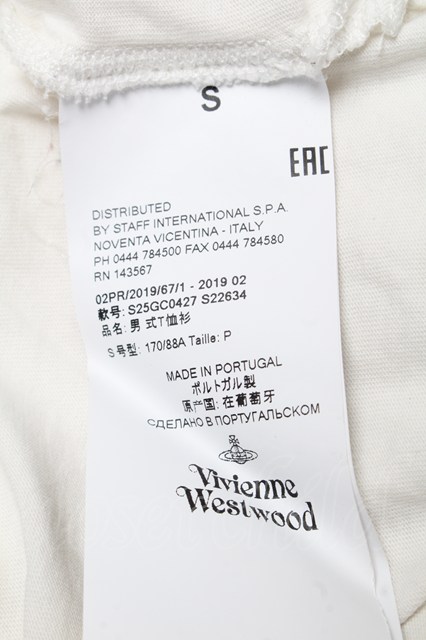 S
EAC
DISTRIBUTED
BY STAFF INTERNATIONAL S.P.A.
NOVENTA VICENTINA - ITALY
PH 0444 784500 FAX 0444 784580
RN 143567
02PR/2019/67/1 - 2019 02
款号: S25GC0427 S22634
品名: 男 式T恤衫
S 号型: 170/88A Taille: P
MADE IN PORTUGAL
ポルトガル製
原产国: 在葡萄牙
СДЕЛАНО В ПОРТУГАЛЬСКОМ
Vivienne
Westwood